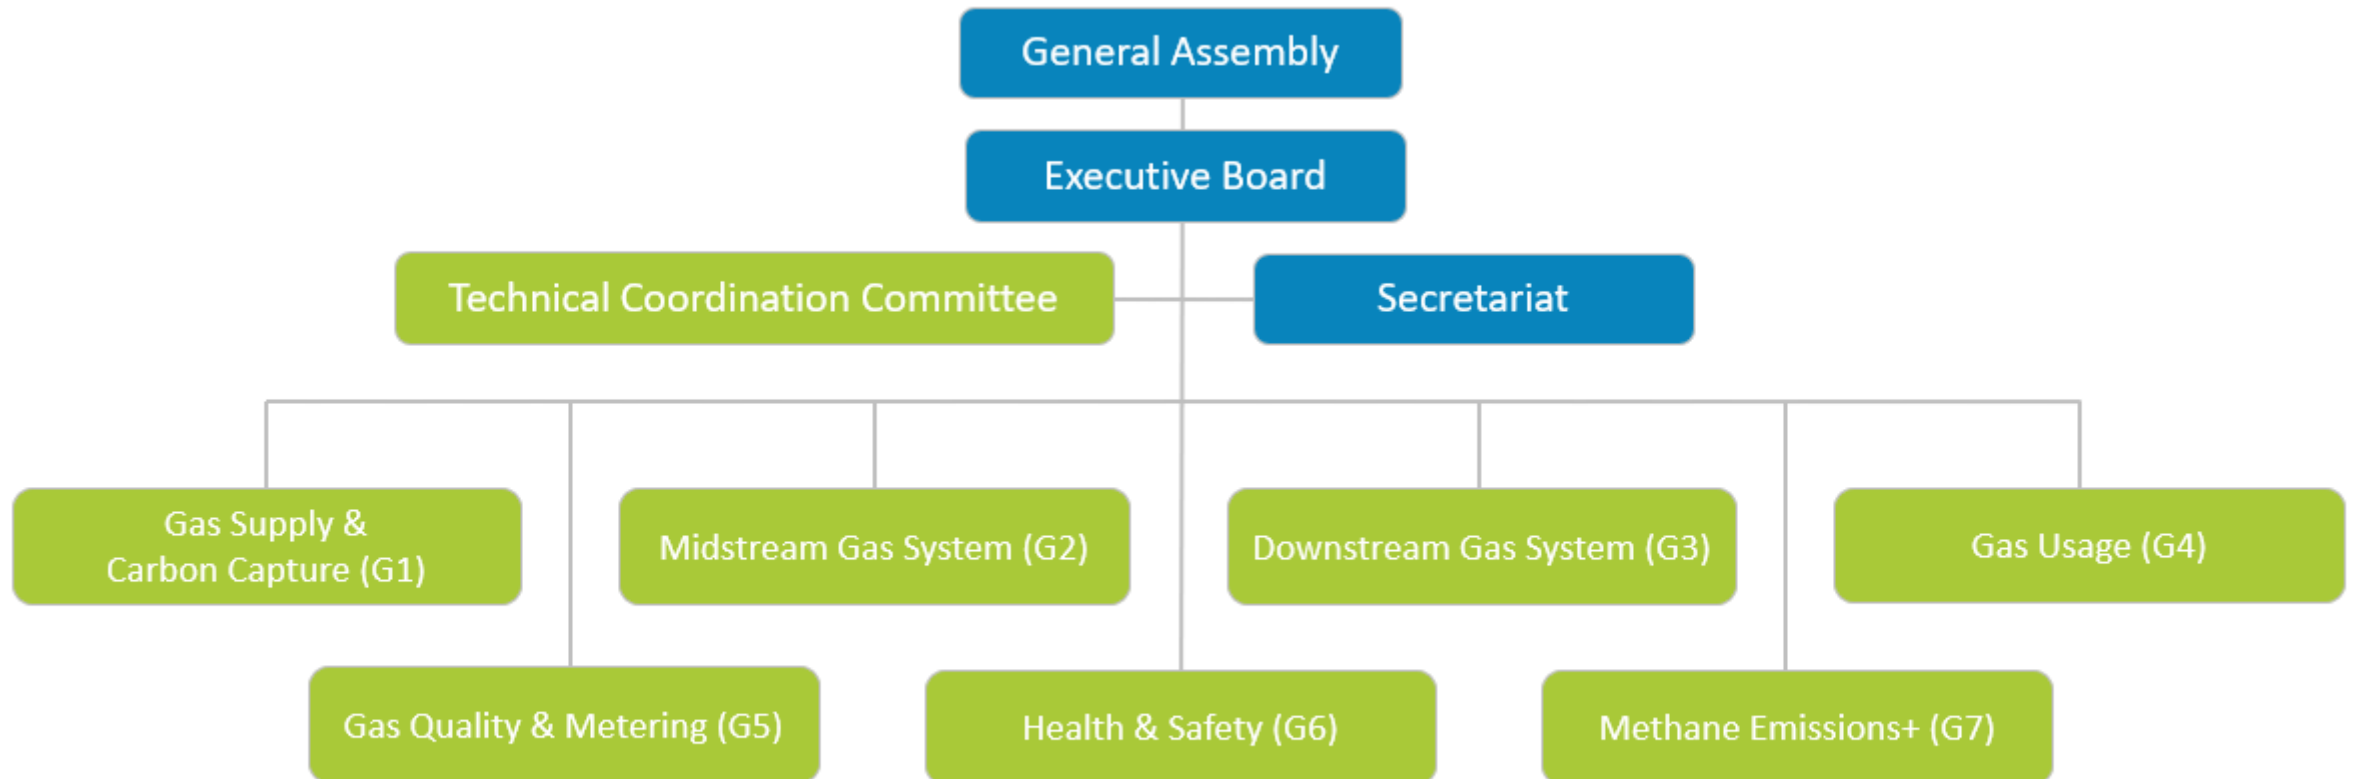 General Assembly
Executive Board
Technical Coordination Committee
Secretariat
Gas Supply &
Carbon Capture (G1)
Midstream Gas System (G2)
Downstream Gas System (G3)
Gas Usage (G4)
Gas Quality & Metering (G5)
Health & Safety (G6)
Methane Emissions+ (G7)